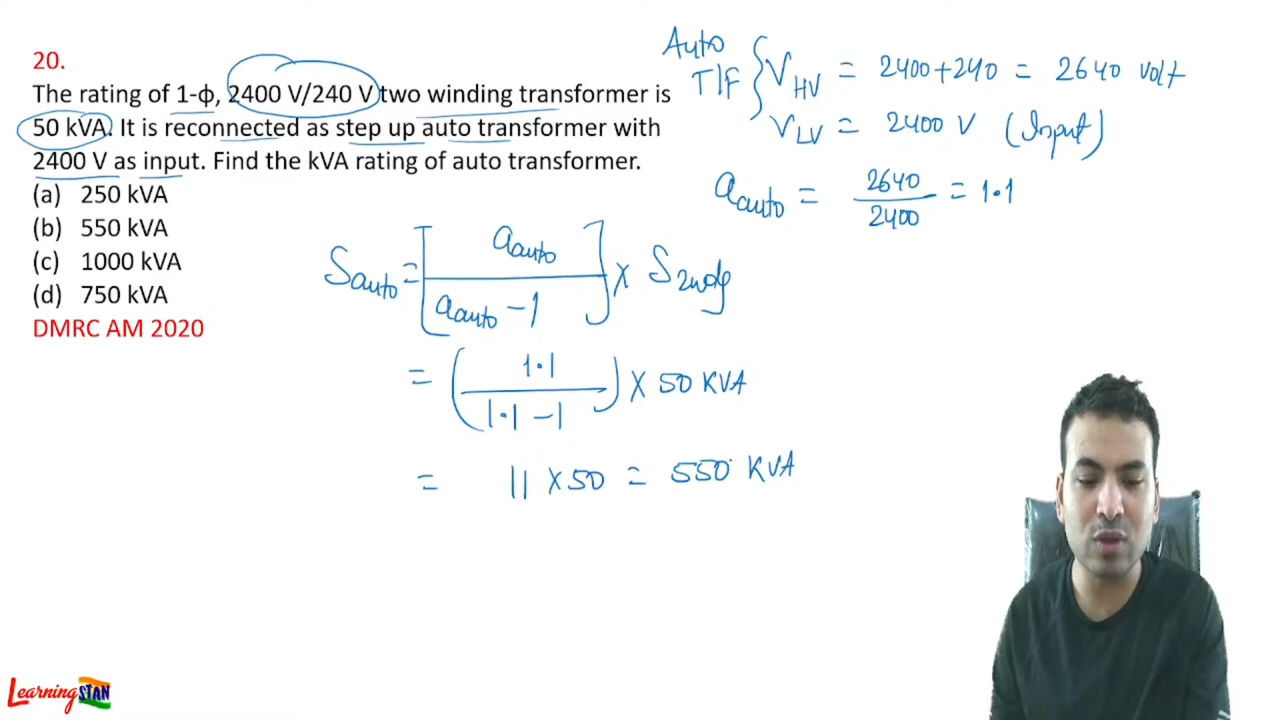 20.
The rating of 1-ф, 2400 V/240 V two winding transformer is
50 kVA. It is reconnected as step up auto transformer with
2400 V as input. Find the kVA rating of auto transformer.
(a) 250 kVA
(b) 550 kVA
(c) 1000 kVA
(d) 750 kVA
DMRC AM 2020
Auto T/F { V_HV = 2400+240 = 2640 volt
V_LV = 2400 V (Input)
a_auto = 2640/2400 = 1.1
S_auto = [a_auto / (a_auto - 1)] × S_2wdg
= (1.1 / (1.1 - 1)) × 50 KVA
= 11 × 50 = 550 KVA
LearningSTAN